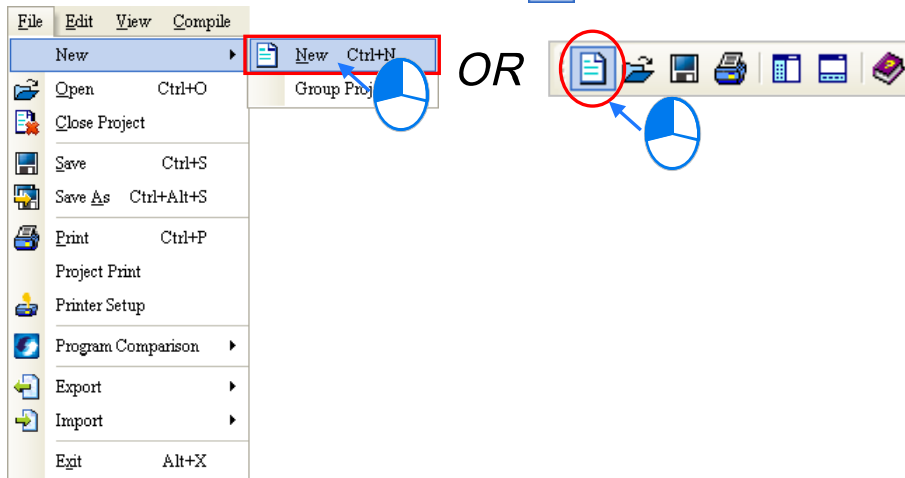 File Edit View Compile
New
New Ctrl+N
OR
Open Ctrl+O
Group
Close Project
Save Ctrl+S
Save As Ctrl+Alt+S
Print Ctrl+P
Project Print
Printer Setup
Program Comparison
Export
Import
Exit Alt+X